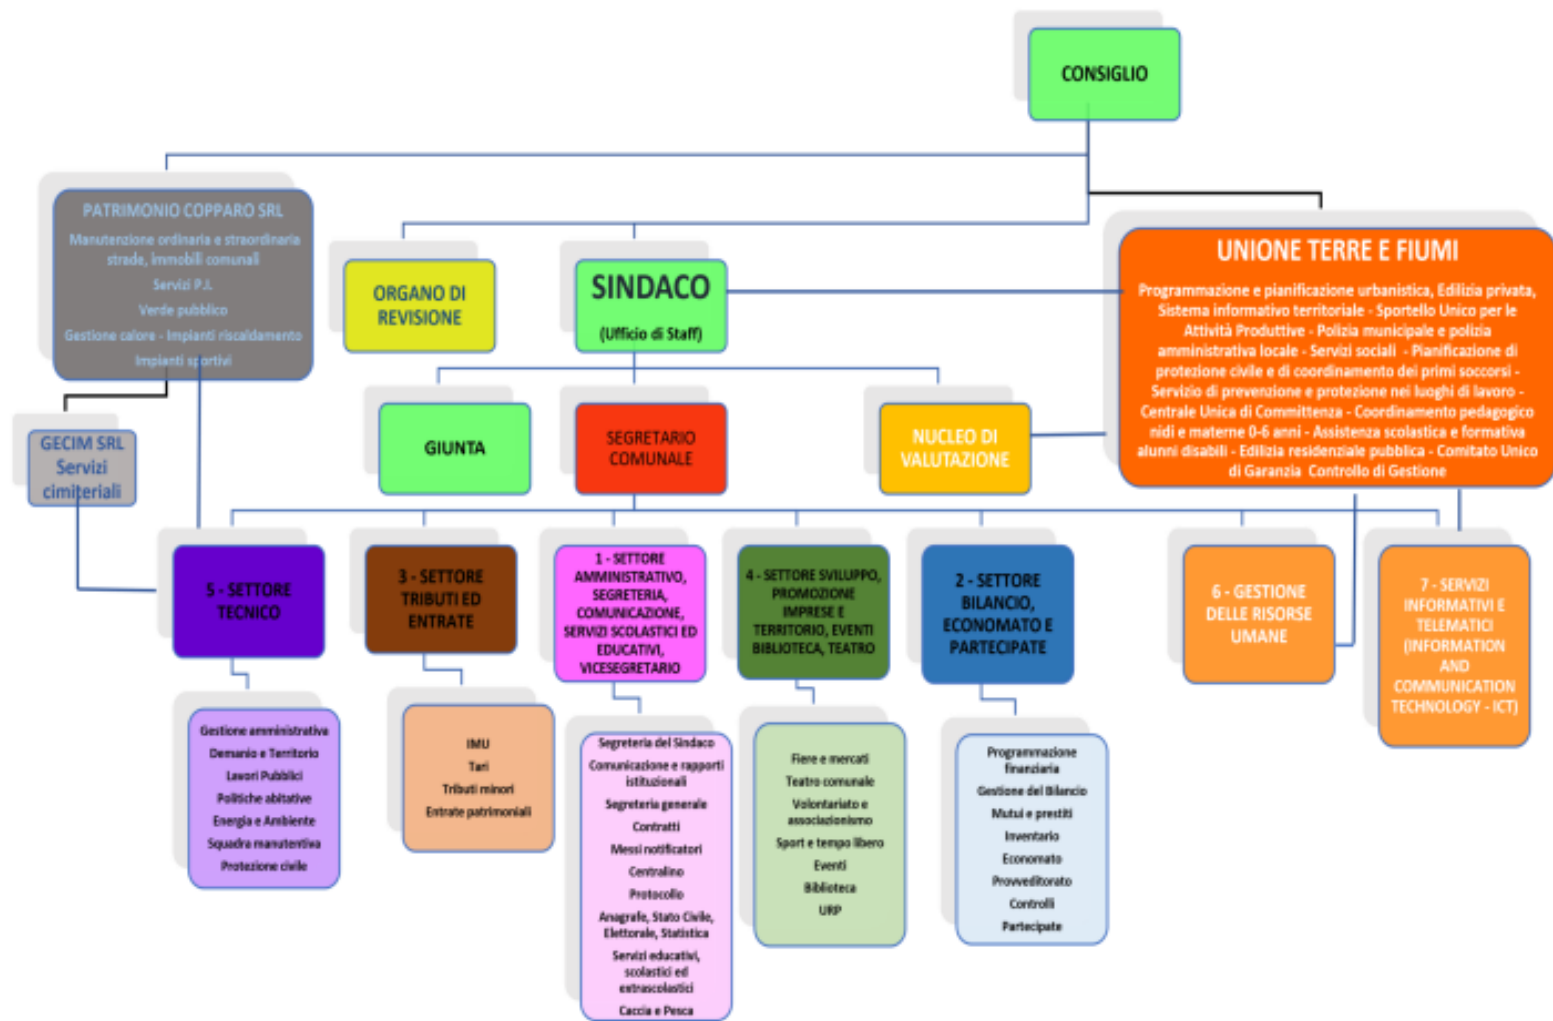 CONSIGLIO
PATRIMONIO COPPARO SRL
Manutenzione ordinaria e straordinaria
strade, immobili comunali
Servizi P.I.
Verde pubblico
Gestione calore - Impianti riscaldamento
Impianti sportivi
ORGANO DI
REVISIONE
SINDACO
(Ufficio di Staff)
UNIONE TERRE E FIUMI
Programmazione e pianificazione urbanistica, Edilizia privata,
Sistema informativo territoriale - Sportello Unico per le
Attività Produttive - Polizia municipale e polizia
amministrativa locale - Servizi sociali - Pianificazione di
protezione civile e di coordinamento dei primi soccorsi -
Servizio di prevenzione e protezione nei luoghi di lavoro -
Centrale Unica di Committenza - Coordinamento pedagogico
nidi e materne 0-6 anni - Assistenza scolastica e formativa
alunni disabili - Edilizia residenziale pubblica - Comitato Unico
di Garanzia Controllo di Gestione
GECIM SRL
Servizi
cimiteriali
GIUNTA
SEGRETARIO
COMUNALE
NUCLEO DI
VALUTAZIONE
5 - SETTORE
TECNICO
3 - SETTORE
TRIBUTI ED
ENTRATE
1 - SETTORE
AMMINISTRATIVO,
SEGRETERIA,
COMUNICAZIONE,
SERVIZI SCOLASTICI ED
EDUCATIVI,
VICESEGRETARIO
4 - SETTORE SVILUPPO,
PROMOZIONE
IMPRESE E
TERRITORIO, EVENTI
BIBLIOTECA, TEATRO
2 - SETTORE
BILANCIO,
ECONOMATO E
PARTECIPATE
6 - GESTIONE
DELLE RISORSE
UMANE
7 - SERVIZI
INFORMATIVI E
TELEMATICI
(INFORMATION
AND
COMMUNICATION
TECHNOLOGY - ICT)
Gestione amministrativa
Demanio e Territorio
Lavori Pubblici
Politiche abitative
Energia e Ambiente
Squadra manutentiva
Protezione civile
IMU
Tari
Tributi minori
Entrate patrimoniali
Segreteria del Sindaco
Comunicazione e rapporti
istituzionali
Segreteria generale
Contratti
Messi notificatori
Centralino
Protocollo
Anagrafe, Stato Civile,
Elettorale, Statistica
Servizi educativi,
scolastici ed
extrascolastici
Caccia e Pesca
Fiere e mercati
Teatro comunale
Volontariato e
associazionismo
Sport e tempo libero
Eventi
Biblioteca
URP
Programmazione
finanziaria
Gestione del Bilancio
Mutui e prestiti
Inventario
Economato
Provveditorato
Controlli
Partecipate